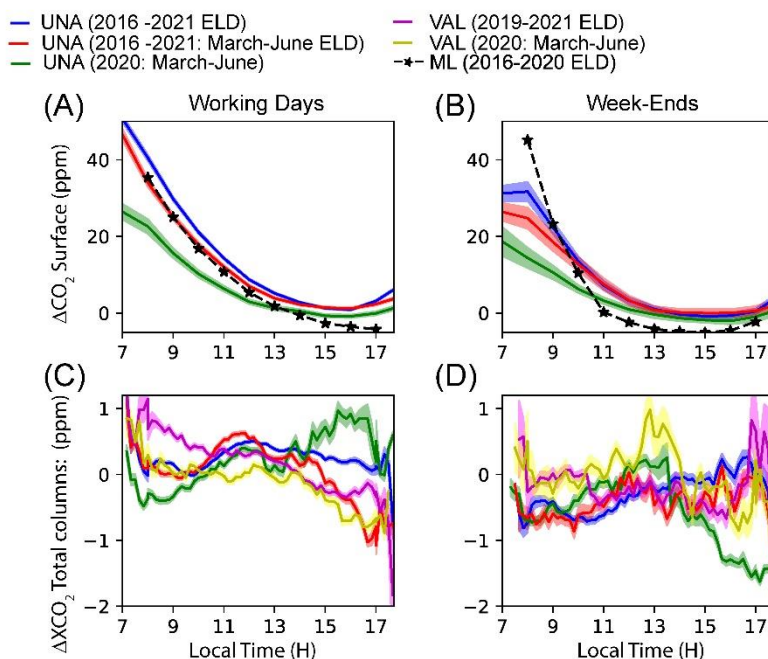 UNA (2016 -2021 ELD)
UNA (2016 -2021: March-June ELD)
UNA (2020: March-June)
VAL (2019-2021 ELD)
VAL (2020: March-June)
ML (2016-2020 ELD)
(A) Working Days
(B) Week-Ends
ΔCO₂ Surface (ppm)
40
20
0
7 9 11 13 15 17
7 9 11 13 15 17
(C)
(D)
ΔXCO₂ Total columns: (ppm)
1
0
-1
-2
1
0
-1
-2
7 9 11 13 15 17
7 9 11 13 15 17
Local Time (H)
Local Time (H)